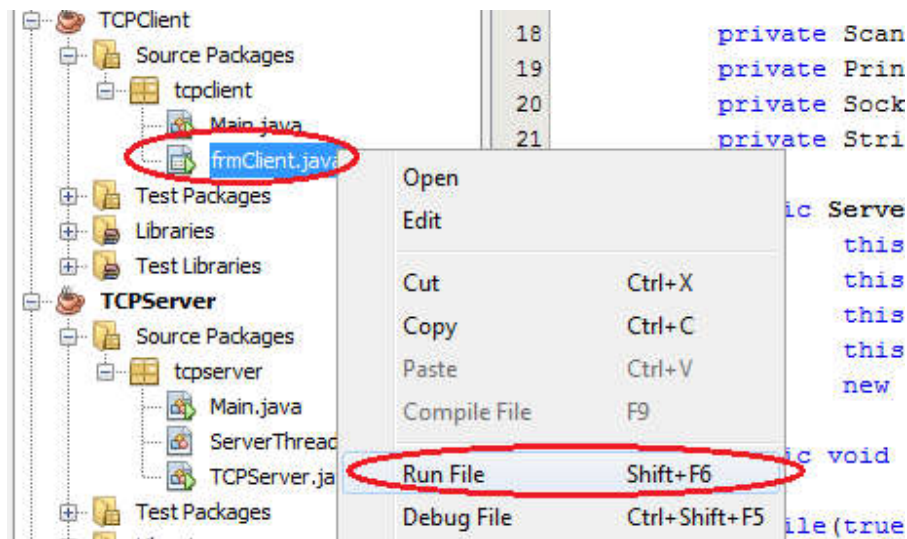 TCPClient
Source Packages
tcpclient
Main.java
frmClient.java
Test Packages
Libraries
Test Libraries
TCPServer
Source Packages
tcpserver
Main.java
ServerThread
TCPServer.ja
Test Packages
18 private Scan
19 private Prin
20 private Sock
21 private Stri
ic Serve
this
this
this
this
new
ic void
ile(true
Open
Edit
Cut Ctrl+X
Copy Ctrl+C
Paste Ctrl+V
Compile File F9
Run File Shift+F6
Debug File Ctrl+Shift+F5